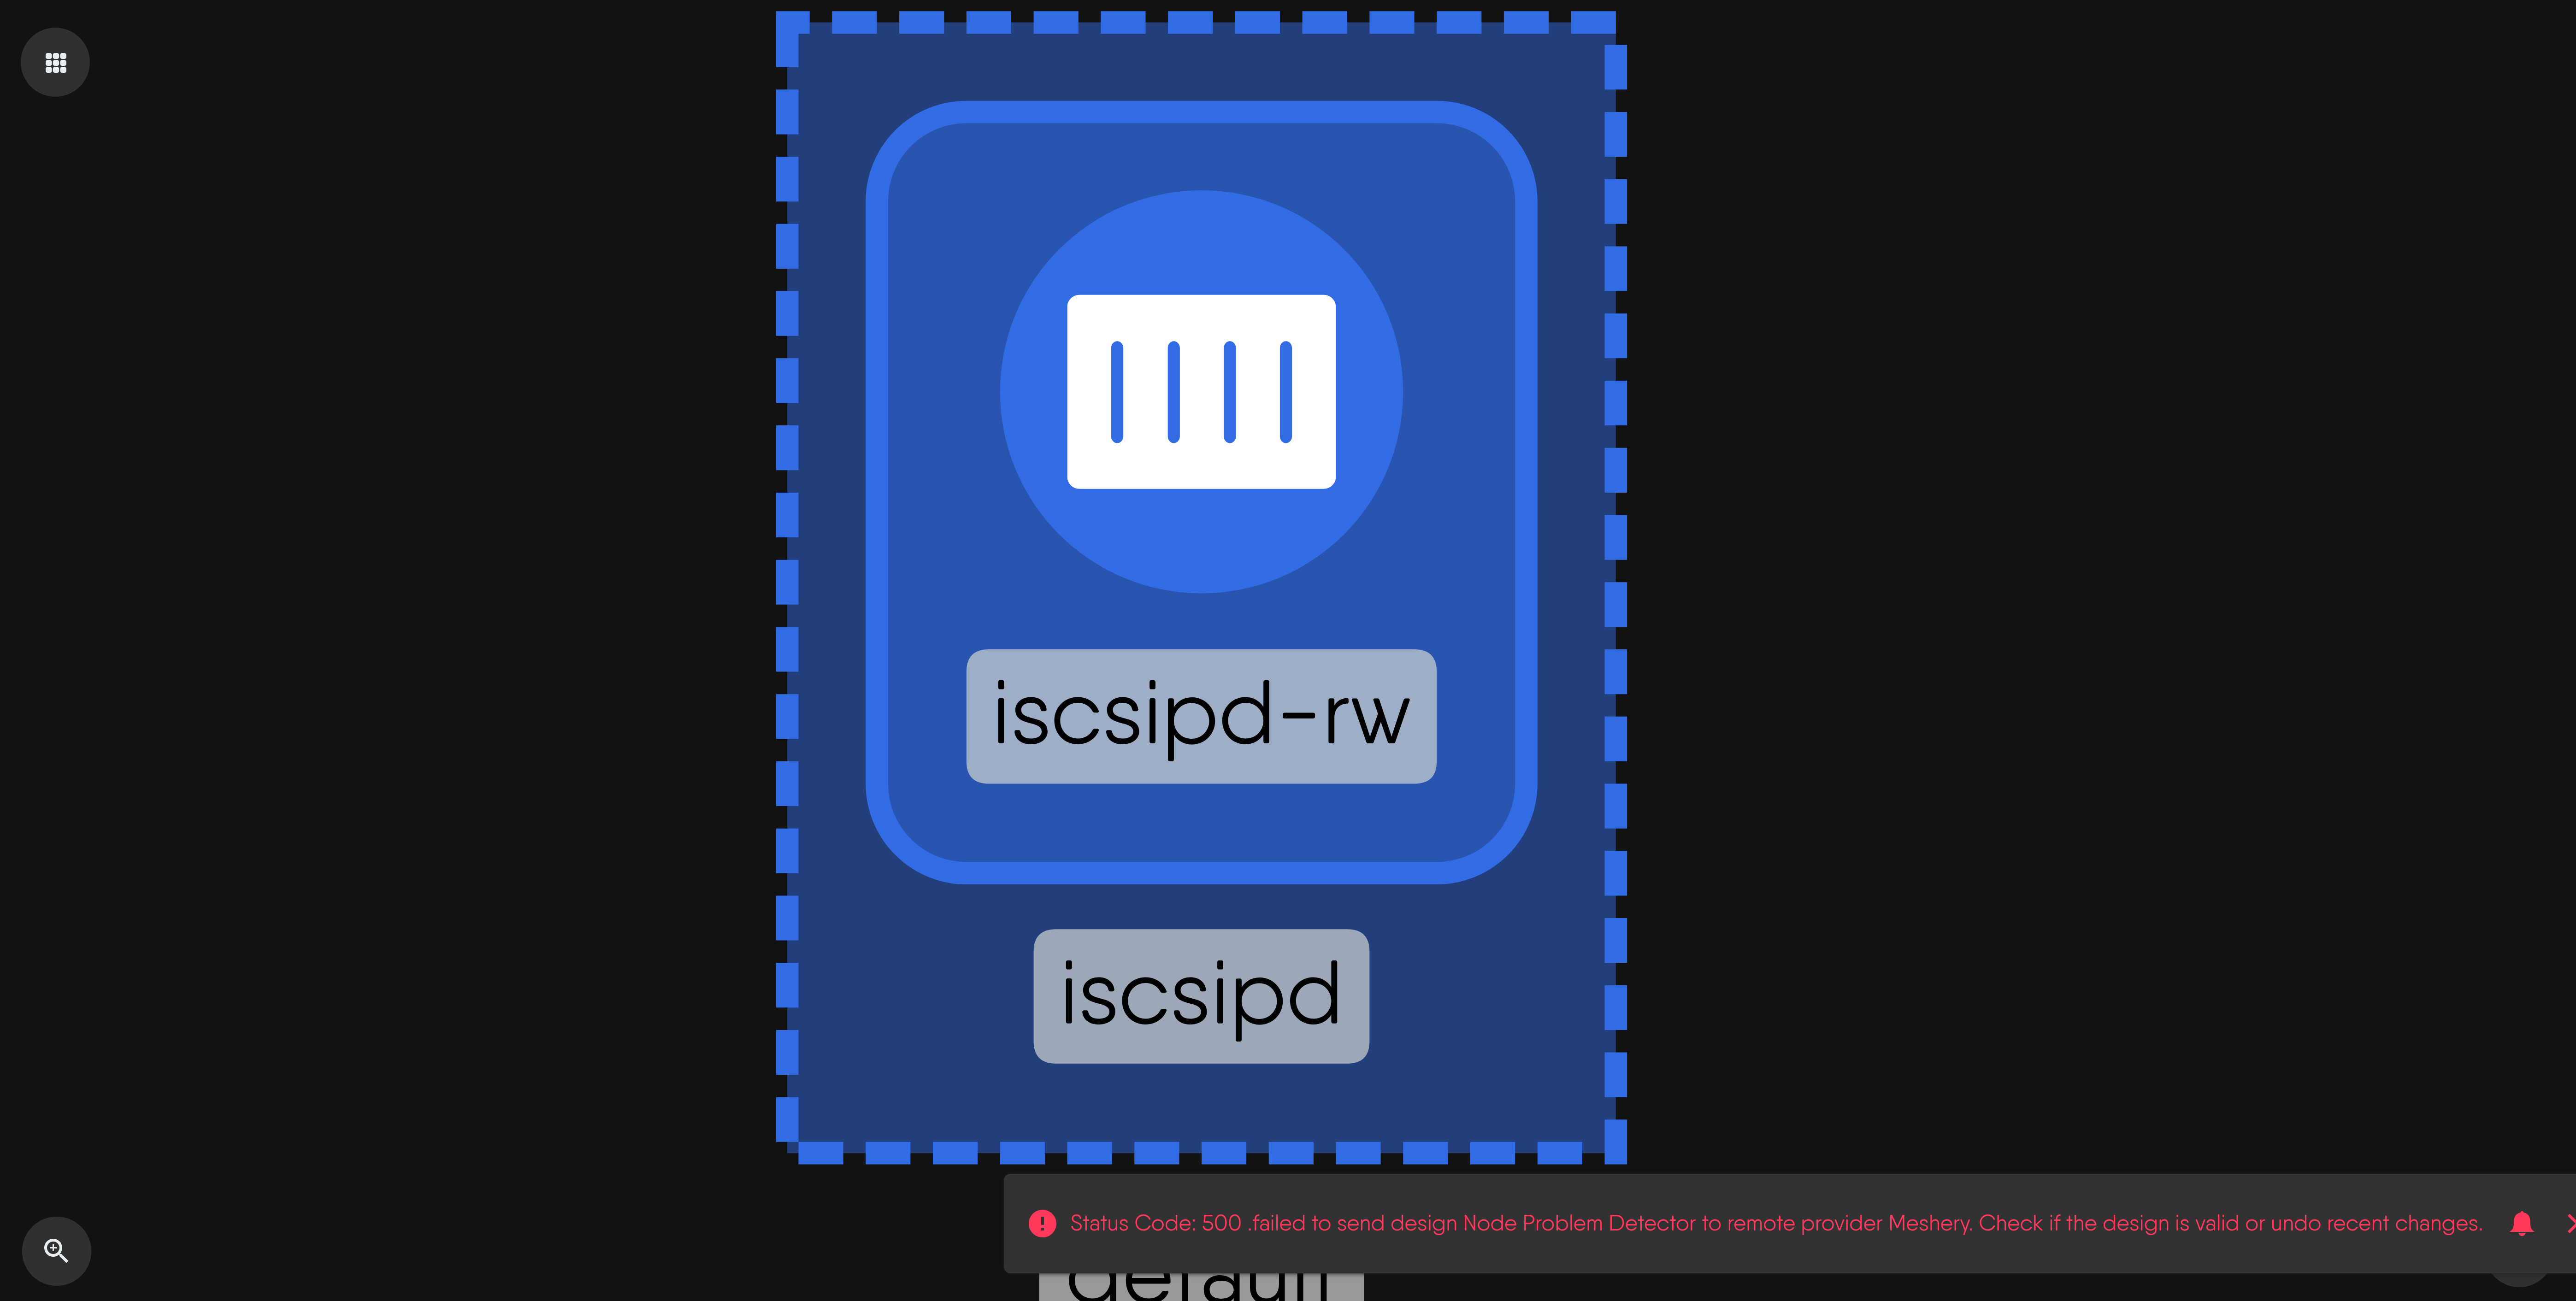 iscsipd-rw
iscsipd
Status Code: 500 .failed to send design Node Problem Detector to remote provider Meshery. Check if the design is valid or undo recent changes.
default